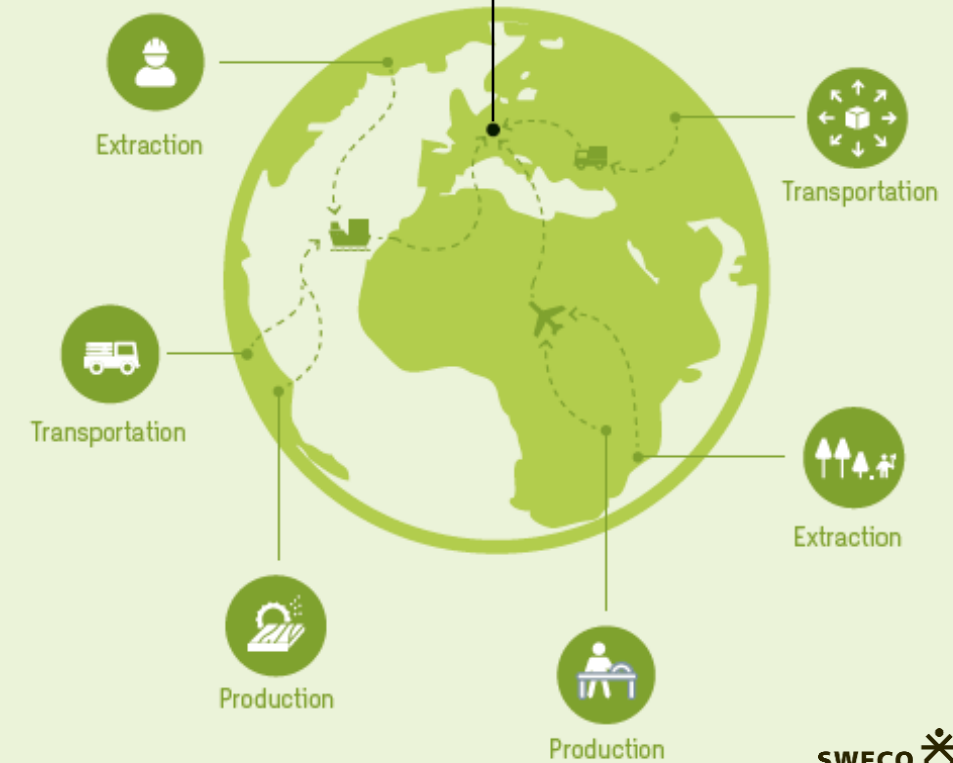 Extraction
Transportation
Transportation
Extraction
Production
Production
SWECO